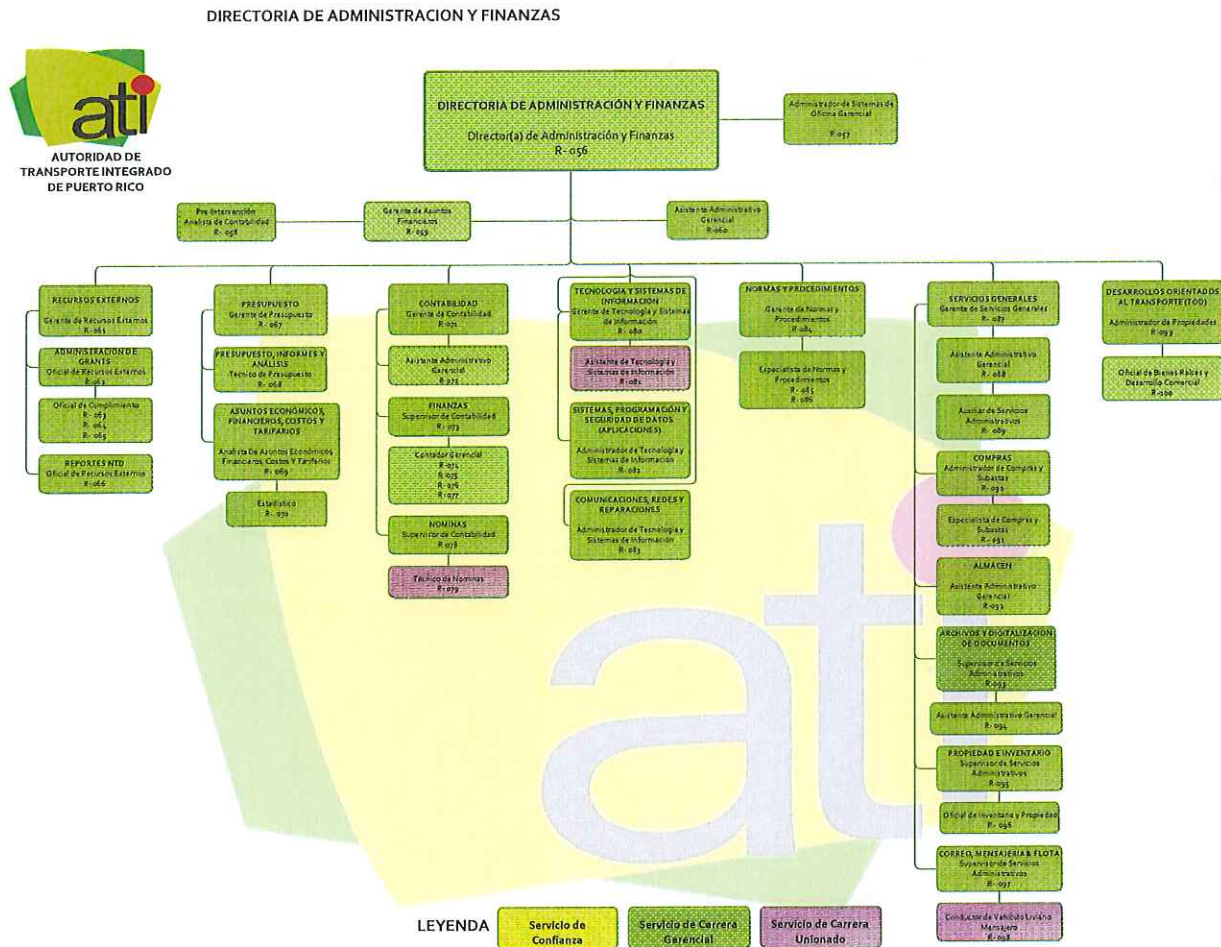 DIRECTORIA DE ADMINISTRACION Y FINANZAS
ati
AUTORIDAD DE
TRANSPORTE INTEGRADO
DE PUERTO RICO
DIRECTORIA DE ADMINISTRACIÓN Y FINANZAS
Director(a) de Administración y Finanzas
R- 056
Administrador de Sistemas de
Oficina Gerencial
R-057
Pre-Intervención
Analista de Contabilidad
R- 058
Gerente de Asuntos
Financieros
R- 059
Asistente Administrativo
Gerencial
R-060
RECURSOS EXTERNOS
Gerente de Recursos Externos
R- 061
ADMINISTRACION DE
GRANTS
Oficial de Recursos Externos
R-062
Oficial de Cumplimiento
R- 063
R- 064
R- 065
REPORTES NTD
Oficial de Recursos Externos
R-066
PRESUPUESTO
Gerente de Presupuesto
R- 067
PRESUPUESTO, INFORMES Y
ANÁLISIS
Técnico de Presupuesto
R- 068
ASUNTOS ECONÓMICOS,
FINANCIEROS, COSTOS Y
TARIFARIOS
Analista De Asuntos Económicos,
Financieros, Costos Y Tarifarios
R- 069
Estadístico
R-. 070
CONTABILIDAD
Gerente de Contabilidad
R- 071
Asistente Administrativo
Gerencial
R- 072
FINANZAS
Supervisor de Contabilidad
R- 073
Contador Gerencial
R-074
R-075
R-076
R-077
NOMINAS
Supervisor de Contabilidad
R-078
Técnico de Nominas
R-079
TECNOLOGIA Y SISTEMAS DE
INFORMACION
Gerente de Tecnología y Sistemas
de Información
R- 080
Asistente de Tecnología y
Sistemas de Información
R- 081
SISTEMAS, PROGRAMACIÓN Y
SEGURIDAD DE DATOS
(APLICACIONES)
Administrador de Tecnología y
Sistemas de Información
R- 082
COMUNICACIONES, REDES Y
REPARACIONES
Administrador de Tecnología y
Sistemas de Información
R- 083
NORMAS Y PROCEDIMIENTOS
Gerente de Normas y
Procedimientos
R- 084
Especialista de Normas y
Procedimientos
R- 085
R- 086
SERVICIOS GENERALES
Gerente de Servicios Generales
R- 087
Asistente Administrativo
Gerencial
R- 088
Auxiliar de Servicios
Administrativos
R- 089
COMPRAS
Administrador de Compras y
Subastas
R- 090
Especialista de Compras y
Subastas
R- 091
ALMACEN
Asistente Administrativo
Gerencial
R- 092
ARCHIVOS Y DIGITALIZACION
DE DOCUMENTOS
Supervisor de Servicios
Administrativos
R-093
Asistente Administrativo Gerencial
R- 094
PROPIEDAD E INVENTARIO
Supervisor de Servicios
Administrativos
R- 095
Oficial de Inventario y Propiedad
R- 096
CORREO, MENSAJERIA & FLOTA
Supervisor de Servicios
Administrativos
R- 097
Conductor de Vehículo Liviano
Mensajero
R- 098
DESARROLLOS ORIENTADOS
AL TRANSPORTE (TOD)
Administrador de Propiedades
R- 099
Oficial de Bienes Raíces y
Desarrollo Comercial
R-100
ati
LEYENDA
Servicio de
Confianza
Servicio de Carrera
Gerencial
Servicio de Carrera
Unionado